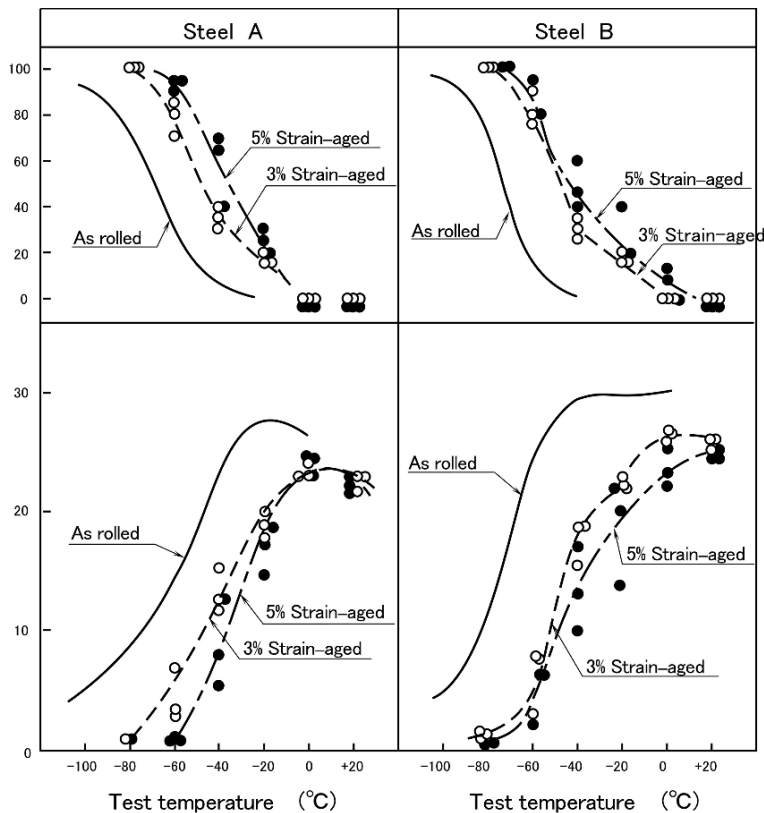 Steel A
Steel B
100
80
60
40
20
0
5% Strain-aged
3% Strain-aged
As rolled
5% Strain-aged
3% Strain-aged
As rolled
30
20
10
0
As rolled
5% Strain-aged
3% Strain-aged
As rolled
5% Strain-aged
3% Strain-aged
-100 -80 -60 -40 -20 0 +20
-100 -80 -60 -40 -20 0 +20
Test temperature (℃)
Test temperature (℃)